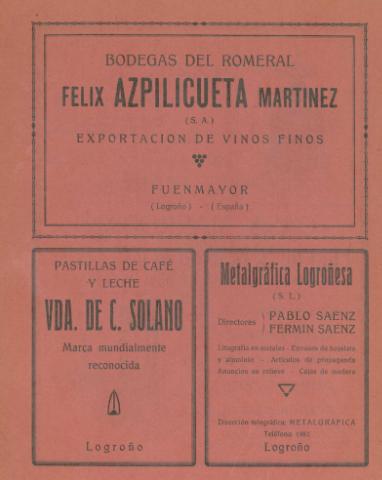 BODEGAS DEL ROMERAL
FELIX AZPILICUETA MARTINEZ
(S. A.)
EXPORTACION DE VINOS FINOS
FUENMAYOR
(Logroño) - (España)
PASTILLAS DE CAFÉ
Y LECHE
VDA. DE C. SOLANO
Marca mundialmente
reconocida
Logroño
Metalgráfica Logroñesa
(S. L.)
Directores
PABLO SAENZ
FERMIN SAENZ
Litografía en metales - Envases de hojalata
y aluminio - Artículos de propaganda
Anuncios en relieve - Cajas de madera
Dirección telegráfica: METALGRAFICA
Teléfono
Logroño